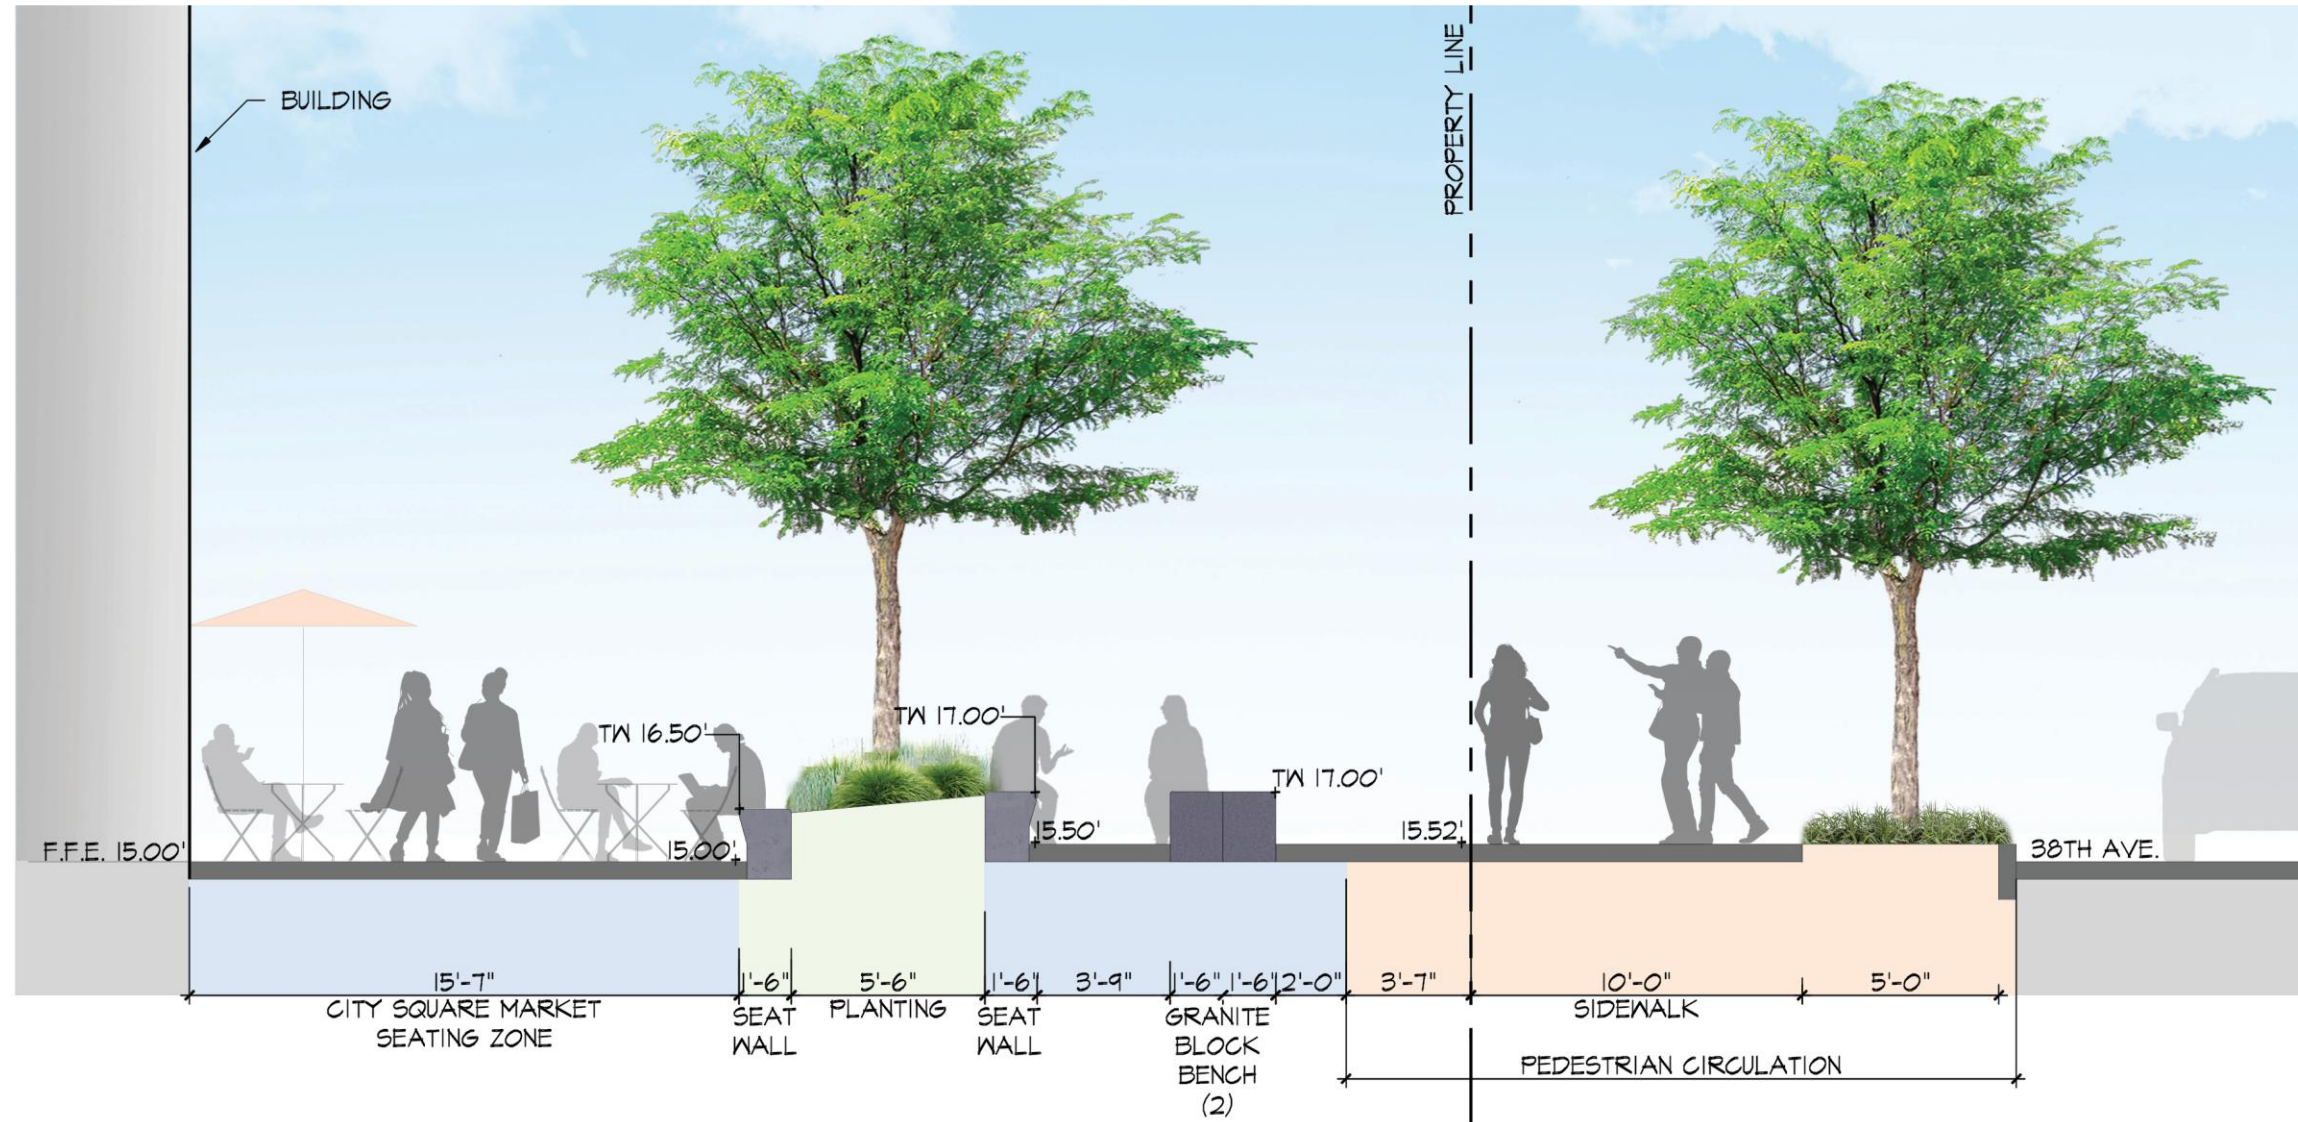 BUILDING
PROPERTY LINE
TW 16.50'
TW 17.00'
TW 17.00'
F.F.E. 15.00'
15.00'
15.50'
15.52'
38TH AVE.
15'-7"
1'-6"
5'-6"
1'-6"
3'-9"
1'-6"
1'-6"
2'-0"
3'-7"
10'-0"
5'-0"
CITY SQUARE MARKET
SEATING ZONE
SEAT
WALL
PLANTING
SEAT
WALL
GRANITE
BLOCK
BENCH
(2)
SIDEWALK
PEDESTRIAN CIRCULATION